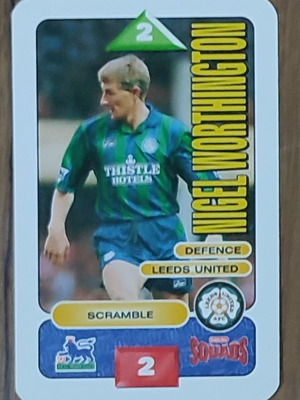 2
NIGEL WORTHINGTON
THISTLE
HOTELS
DEFENCE
LEEDS UNITED
SCRAMBLE
SQUADS
2